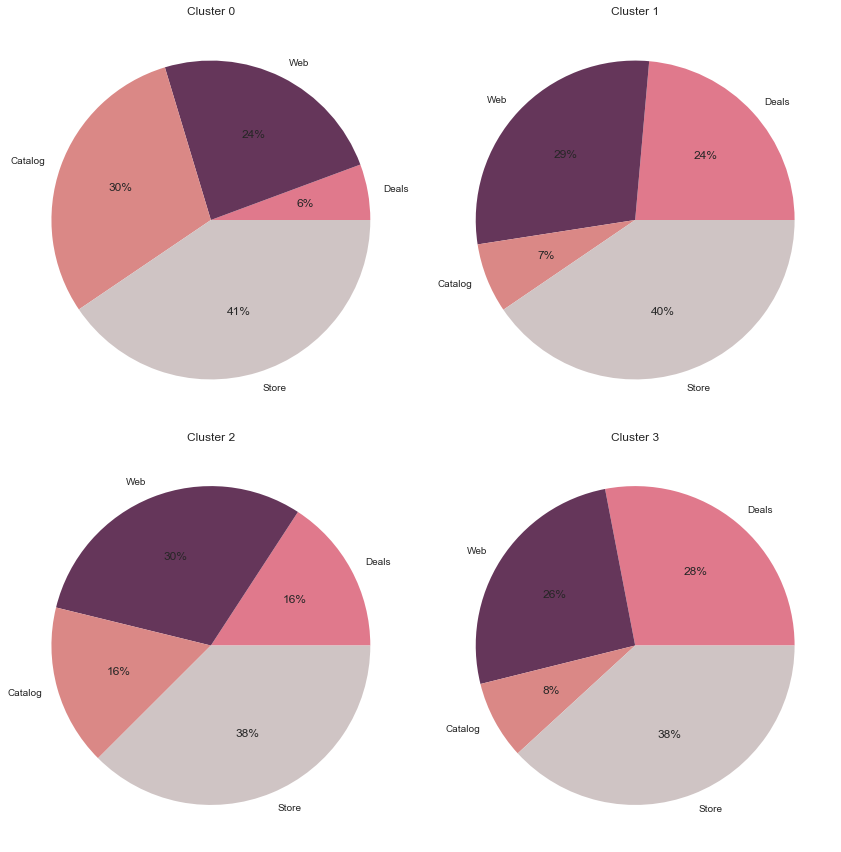 Cluster 0
Web
24%
Deals
6%
Catalog
30%
41%
Store
Cluster 1
Deals
24%
Web
29%
Catalog
7%
40%
Store
Cluster 2
Web
30%
Deals
16%
Catalog
16%
38%
Store
Cluster 3
Deals
28%
Web
26%
Catalog
8%
38%
Store